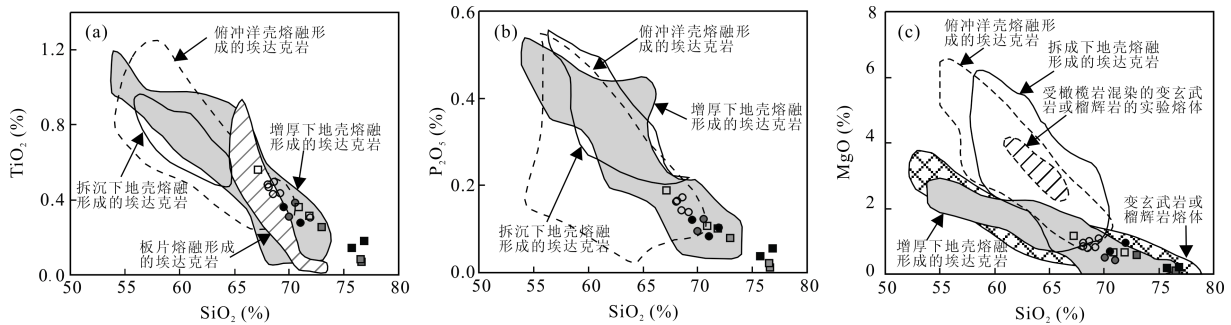 (a)
俯冲洋壳熔融形
成的埃达克岩
增厚下地壳熔融
形成的埃达克岩
拆沉下地壳熔融
形成的埃达克岩
板片熔融形成
的埃达克岩
1.2
0.8
0.4
0.0
TiO2 (%)
50 55 60 65 70 75 80
SiO2 (%)
(b)
俯冲洋壳熔融形
成的埃达克岩
增厚下地壳熔融
形成的埃达克岩
拆沉下地壳熔融
形成的埃达克岩
0.6
0.4
0.2
0.0
P2O5 (%)
50 55 60 65 70 75 80
SiO2 (%)
(c)
俯冲洋壳熔融形
成的埃达克岩
拆成下地壳熔融
形成的埃达克岩
受橄榄岩混染的变玄武
岩或榴辉岩的实验熔体
变玄武岩或
榴辉岩熔体
增厚下地壳熔融
形成的埃达克岩
8
6
4
2
0
MgO (%)
50 55 60 65 70 75 80
SiO2 (%)